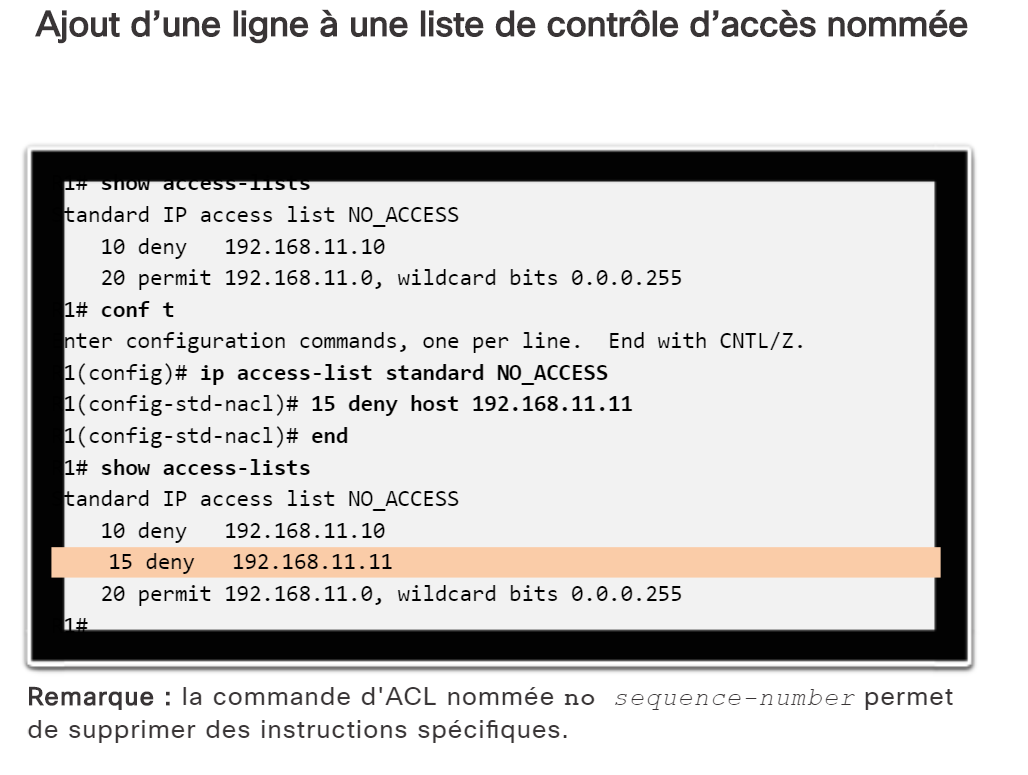 Ajout d’une ligne à une liste de contrôle d’accès nommée
1# show access-lists
tandard IP access list NO_ACCESS
10 deny 192.168.11.10
20 permit 192.168.11.0, wildcard bits 0.0.0.255
1# conf t
nter configuration commands, one per line. End with CNTL/Z.
1(config)# ip access-list standard NO_ACCESS
1(config-std-nacl)# 15 deny host 192.168.11.11
1(config-std-nacl)# end
1# show access-lists
tandard IP access list NO_ACCESS
10 deny 192.168.11.10
15 deny 192.168.11.11
20 permit 192.168.11.0, wildcard bits 0.0.0.255
1#
Remarque : la commande d'ACL nommée no sequence-number permet
de supprimer des instructions spécifiques.